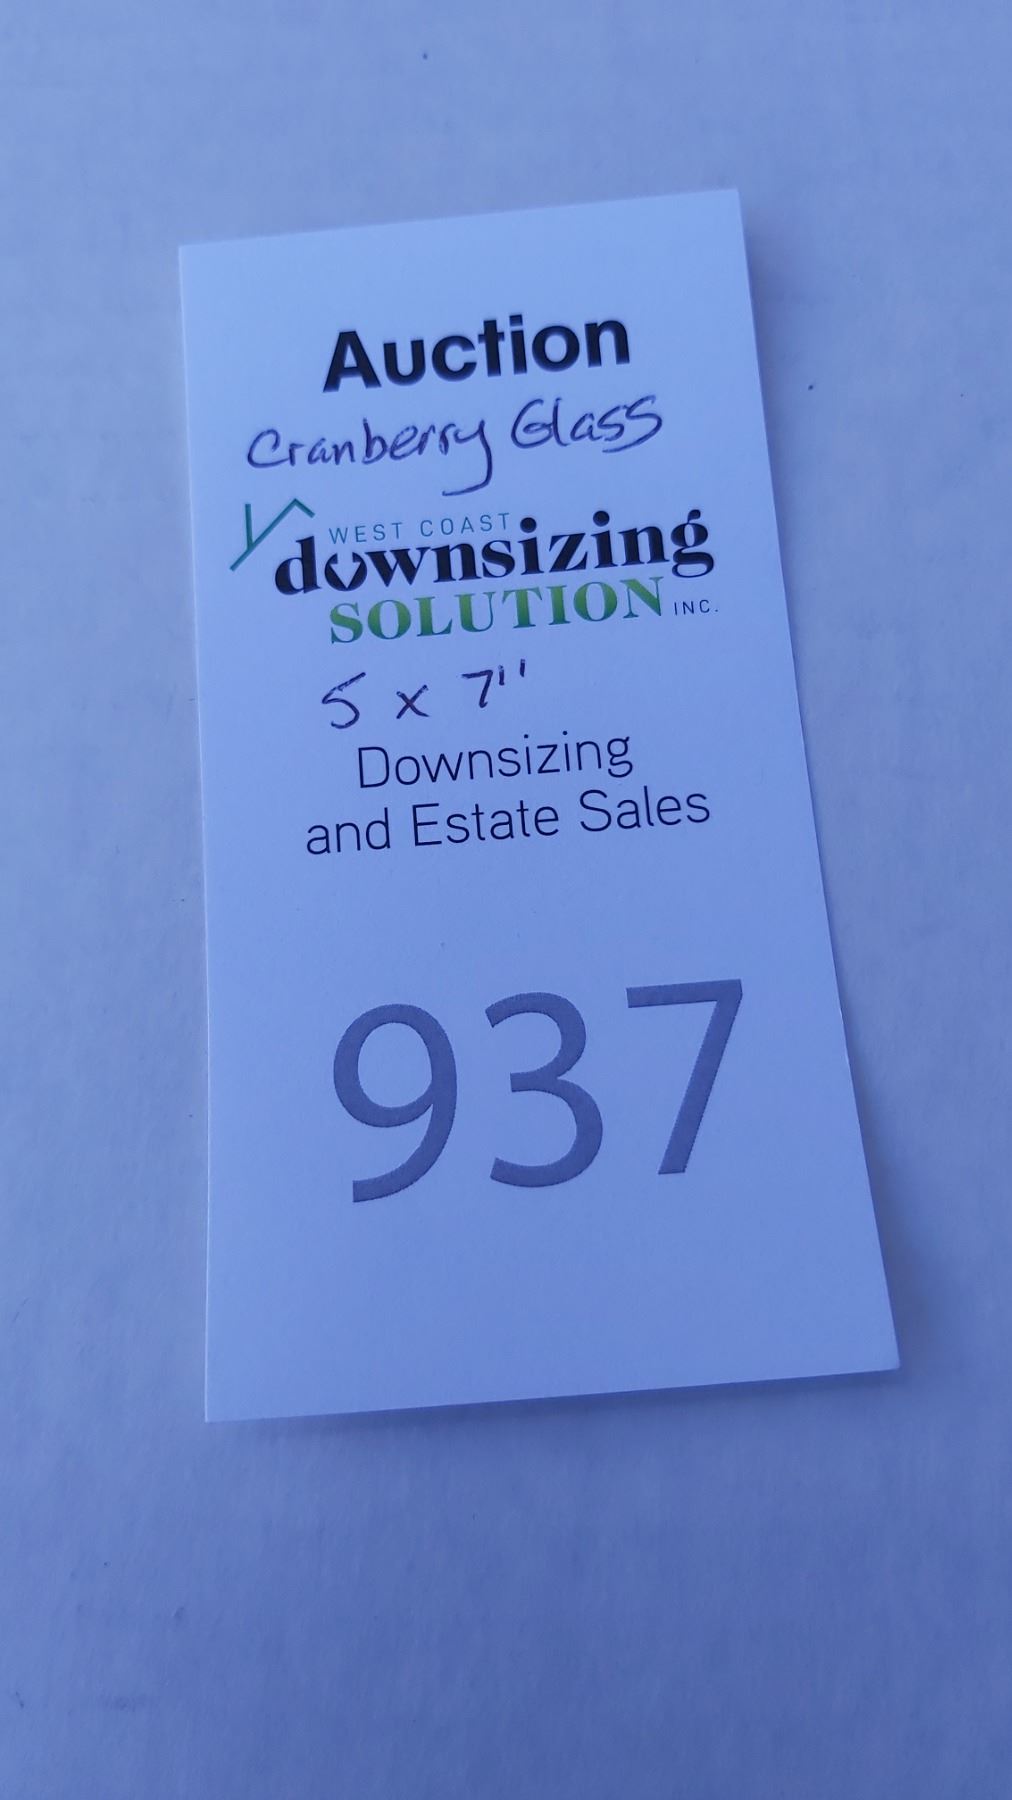 Auction
Cranberry Glass
WEST COAST
downsizing
SOLUTION INC.
5 x 7"
Downsizing
and Estate Sales
937